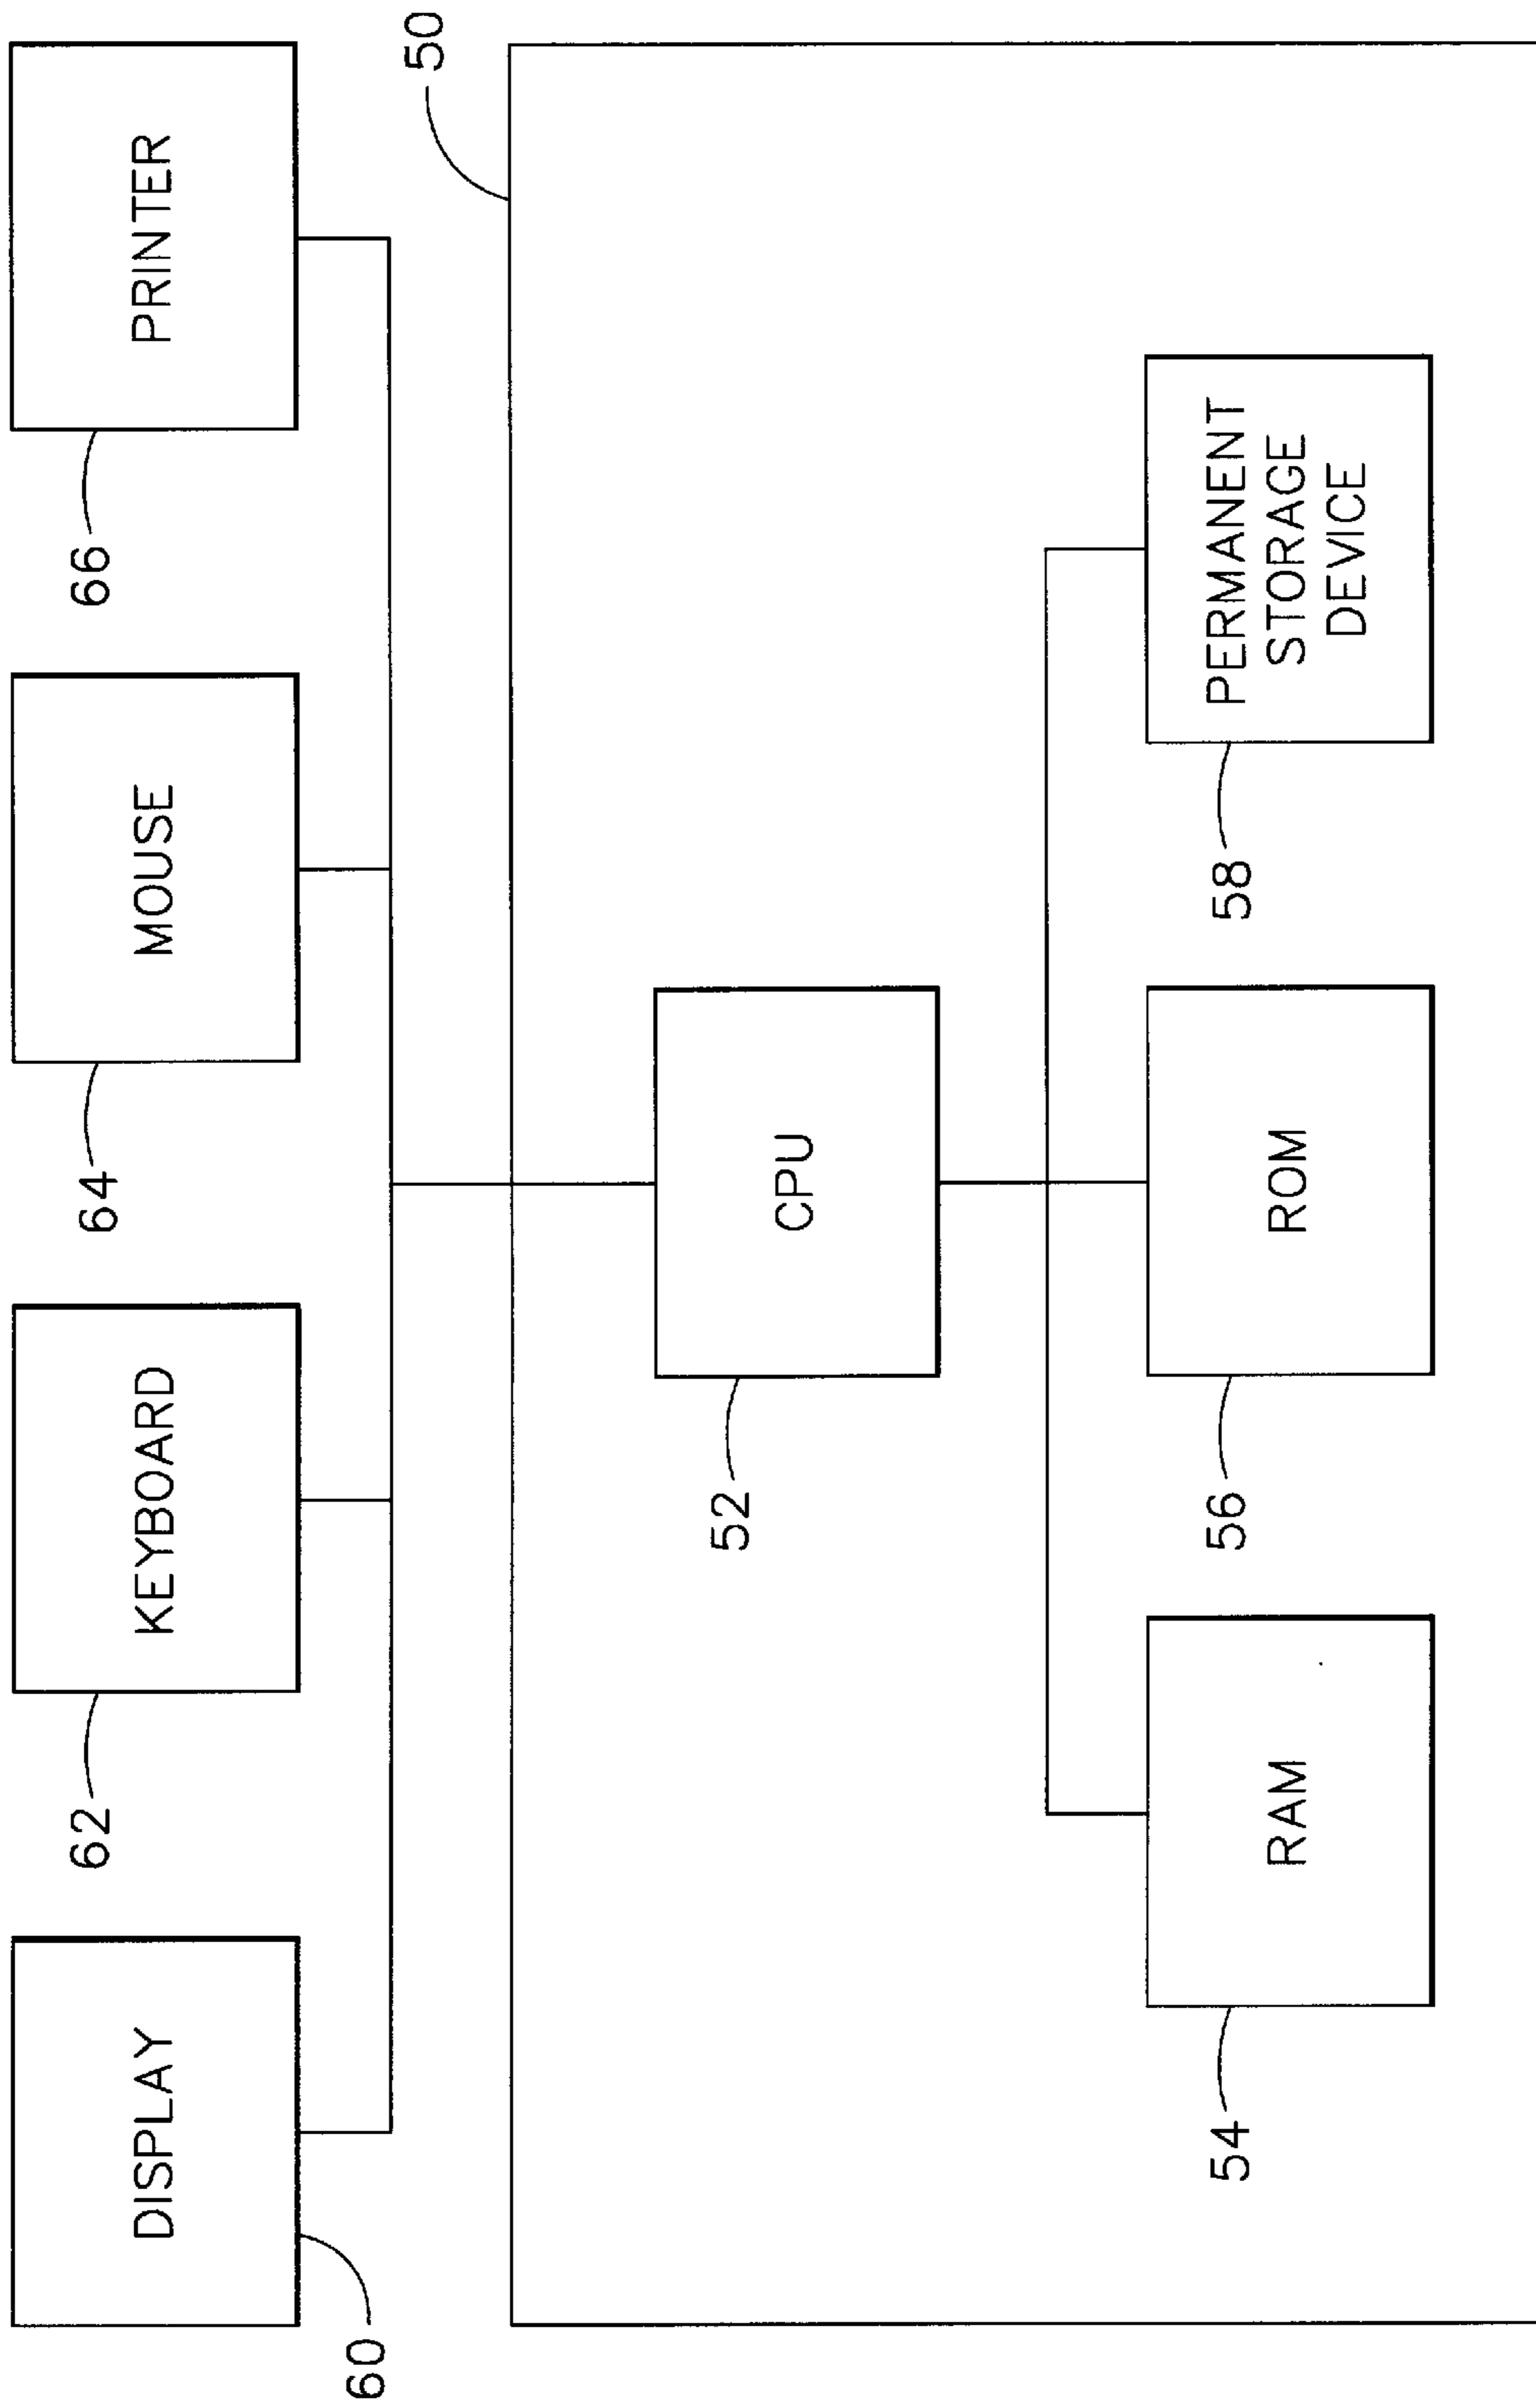 DISPLAY
KEYBOARD
MOUSE
PRINTER
60
62
64
66
50
CPU
52
RAM
ROM
PERMANENT
STORAGE
DEVICE
54
56
58